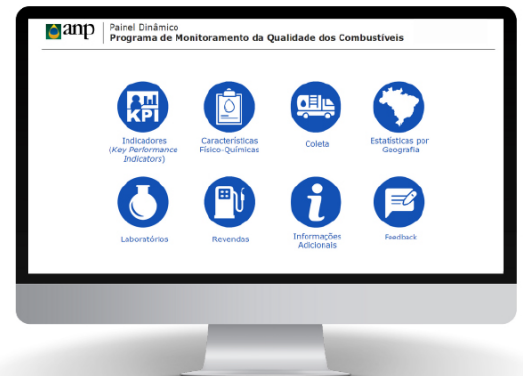 anp
Painel Dinâmico
Programa de Monitoramento da Qualidade dos Combustíveis
KPI
Indicadores
(Key Performance
Indicators)
Características
Físico-Químicas
Coleta
Estatísticas por
Geografia
Laboratórios
Revendas
Informações
Adicionais
Feedback